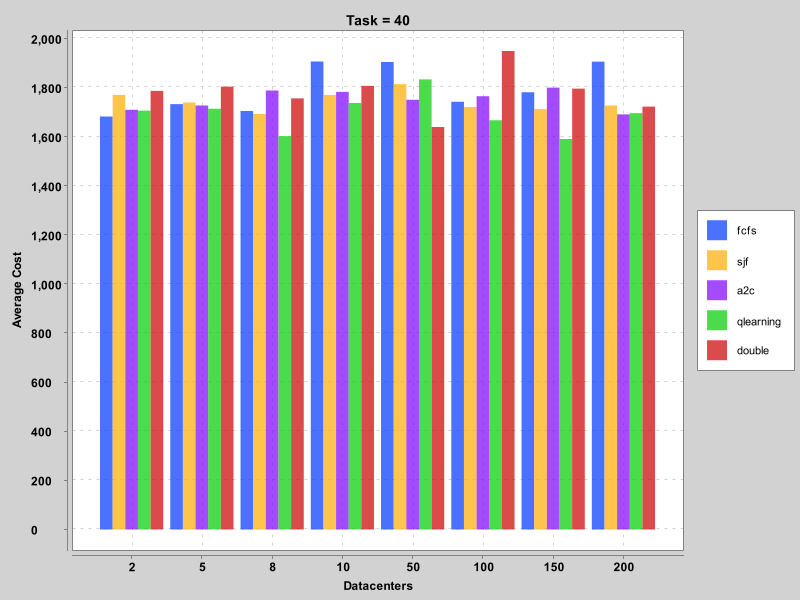 Task = 40
2,000
1,800
1,600
1,400
1,200
1,000
800
600
400
200
0
Average Cost
2 5 8 10 50 100 150 200
Datacenters
fcfs
sjf
a2c
qlearning
double